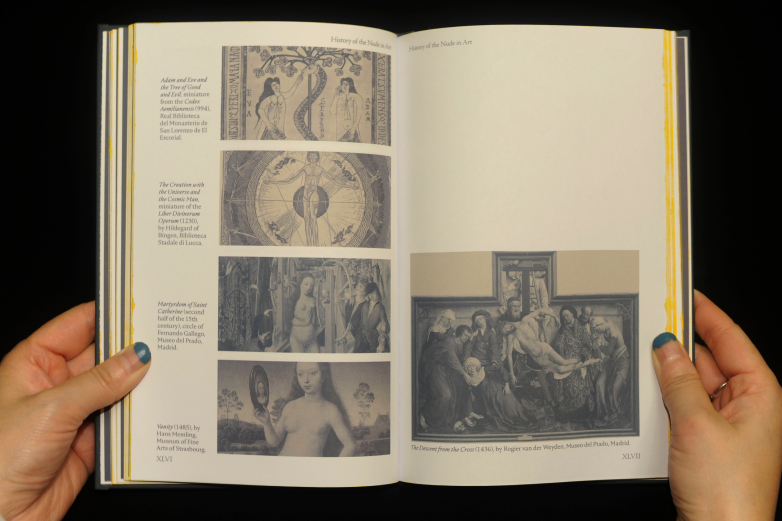 History of the Nude in Art
Adam and Eve and
the Tree of Good
and Evil, miniature
from the Codex
Aemilianensis (994),
Real Biblioteca
del Monasterio de
San Lorenzo de El
Escorial.
EVA
ADAM
The Creation with
the Universe and
the Cosmic Man,
miniature of the
Liber Divinorum
Operum (1230),
by Hildegard of
Bingen, Biblioteca
Stadale di Lucca.
Martyrdom of Saint
Catherine (second
half of the 15th
century), circle of
Fernando Gallego,
Museo del Prado,
Madrid.
Vanity (1485), by
Hans Memling,
Museum of Fine
Arts of Strasbourg.
XLVI
History of the Nude in Art
The Descent from the Cross (1436), by Rogier van der Weyden, Museo del Prado, Madrid.
XLVII